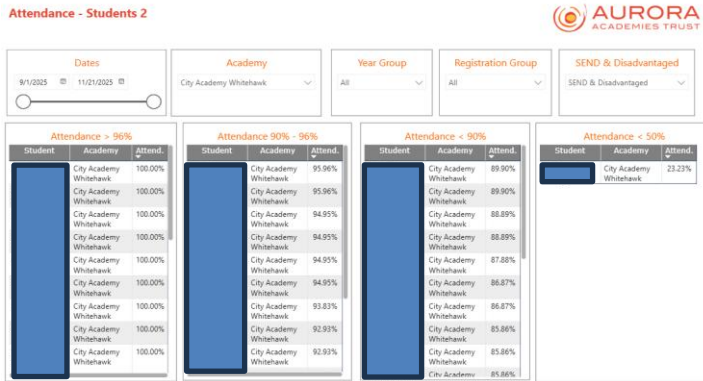 Attendance - Students 2
AURORA
ACADEMIES TRUST
Dates
9/1/2025 11/21/2025
Academy
City Academy Whitehawk
Year Group
All
Registration Group
All
SEND & Disadvantaged
SEND & Disadvantaged
Attendance > 96%
Student Academy Attend.
City Academy 100.00%
Whitehawk
City Academy 100.00%
Whitehawk
City Academy 100.00%
Whitehawk
City Academy 100.00%
Whitehawk
City Academy 100.00%
Whitehawk
City Academy 100.00%
Whitehawk
City Academy 100.00%
Whitehawk
City Academy 100.00%
Whitehawk
City Academy 100.00%
Whitehawk
Attendance 90% - 96%
Student Academy Attend.
City Academy 95.96%
Whitehawk
City Academy 95.96%
Whitehawk
City Academy 94.95%
Whitehawk
City Academy 94.95%
Whitehawk
City Academy 94.95%
Whitehawk
City Academy 94.95%
Whitehawk
City Academy 93.83%
Whitehawk
City Academy 92.93%
Whitehawk
City Academy 92.93%
Whitehawk
Attendance < 90%
Student Academy Attend.
City Academy 89.90%
Whitehawk
City Academy 89.90%
Whitehawk
City Academy 88.89%
Whitehawk
City Academy 88.89%
Whitehawk
City Academy 87.88%
Whitehawk
City Academy 86.87%
Whitehawk
City Academy 86.87%
Whitehawk
City Academy 85.86%
Whitehawk
City Academy 85.86%
Whitehawk
City Academy 85.86%
Attendance < 50%
Student Academy Attend.
City Academy 23.23%
Whitehawk